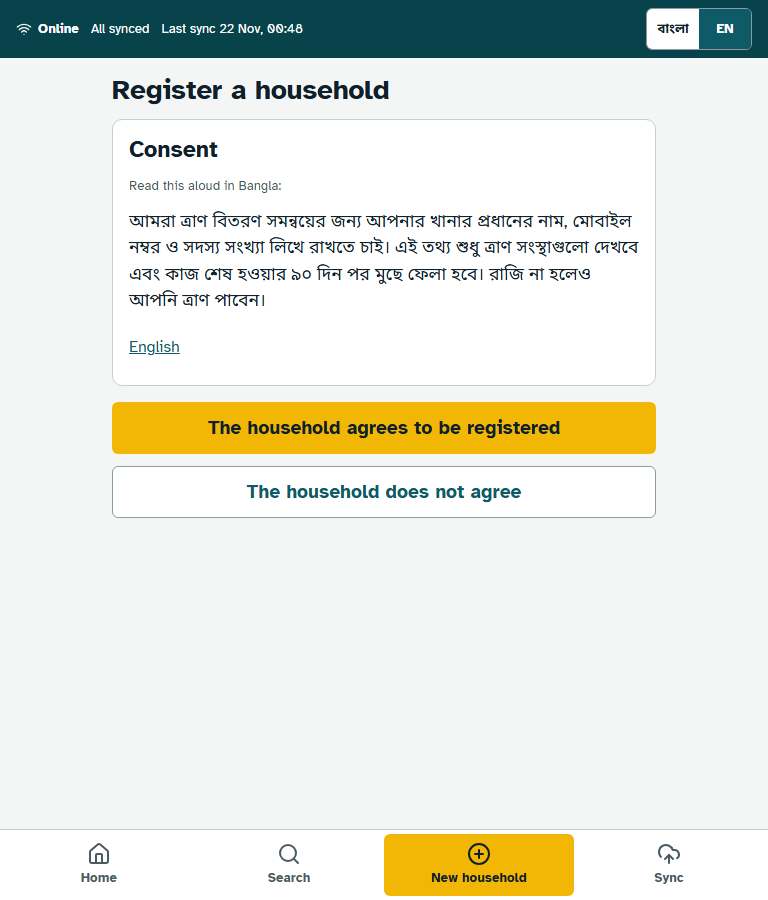 Online All synced Last sync 22 Nov, 00:48 বাংলা EN
Register a household
Consent
Read this aloud in Bangla:
আমরা ত্রাণ বিতরণ সমন্বয়ের জন্য আপনার খানার প্রধানের নাম, মোবাইল
নম্বর ও সদস্য সংখ্যা লিখে রাখতে চাই। এই তথ্য শুধু ত্রাণ সংস্থাগুলো দেখবে
এবং কাজ শেষ হওয়ার ৯০ দিন পর মুছে ফেলা হবে। রাজি না হলেও
আপনি ত্রাণ পাবেন।
English
The household agrees to be registered
The household does not agree
Home Search New household Sync